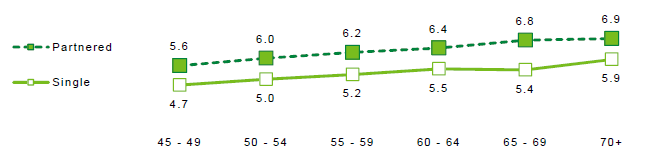 5.6 6.0 6.2 6.4 6.8 6.9
Partnered
Single
4.7 5.0 5.2 5.5 5.4 5.9
45 - 49 50 - 54 55 - 59 60 - 64 65 - 69 70+